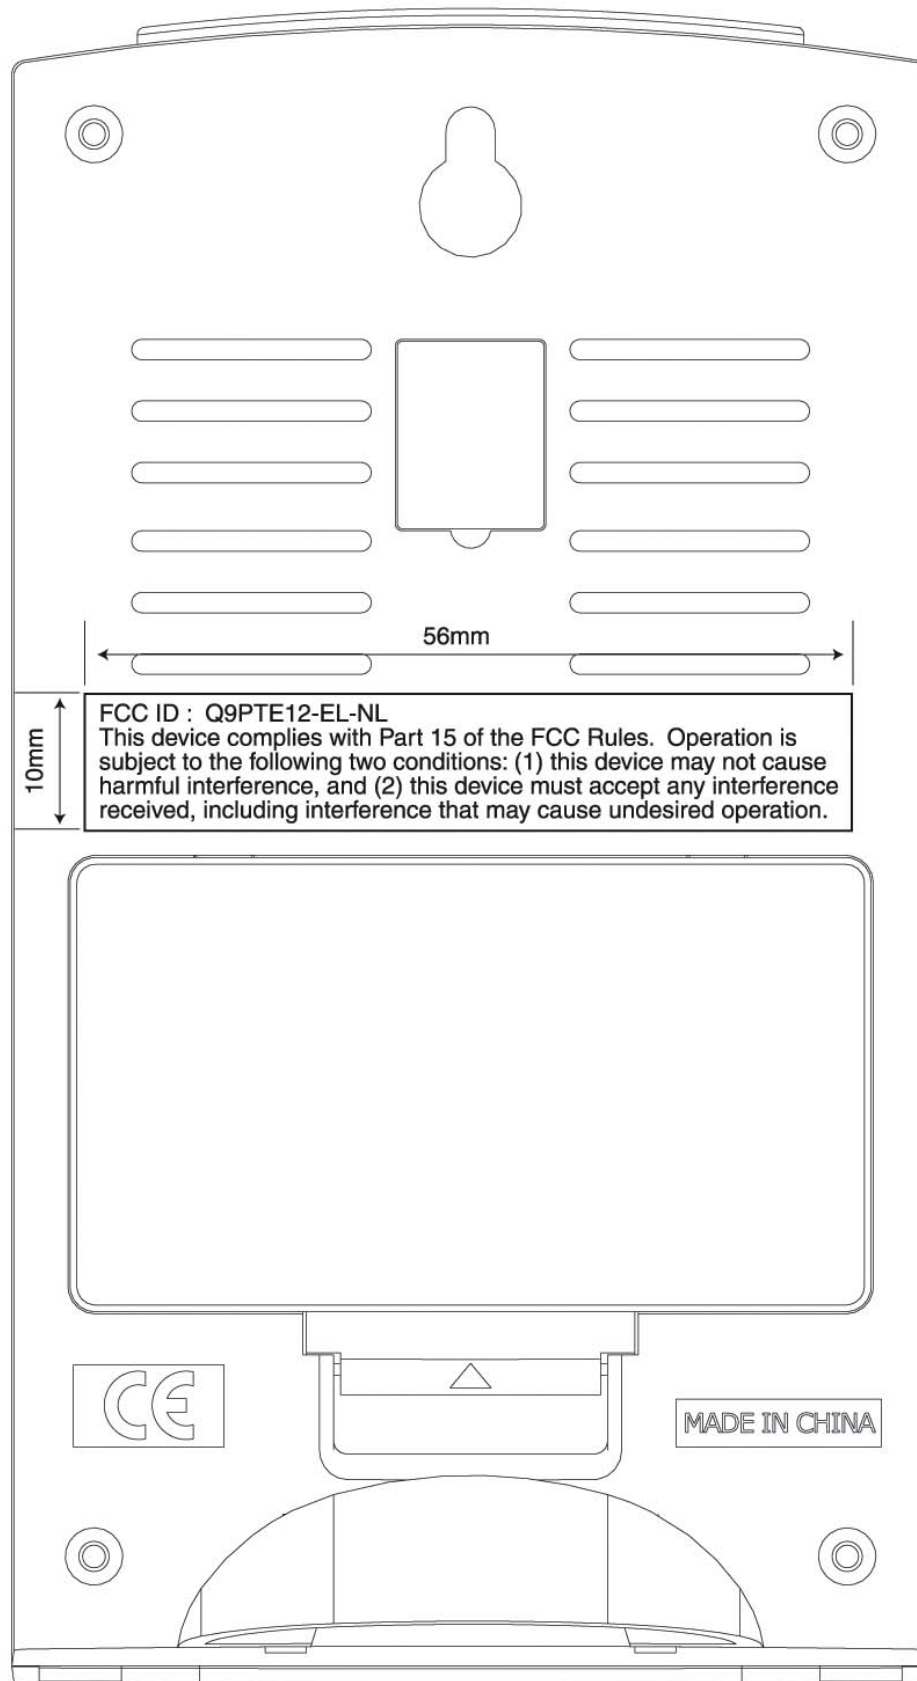 56mm
10mm
FCC ID : Q9PTE12-EL-NL
This device complies with Part 15 of the FCC Rules. Operation is
subject to the following two conditions: (1) this device may not cause
harmful interference, and (2) this device must accept any interference
received, including interference that may cause undesired operation.
CE
MADE IN CHINA